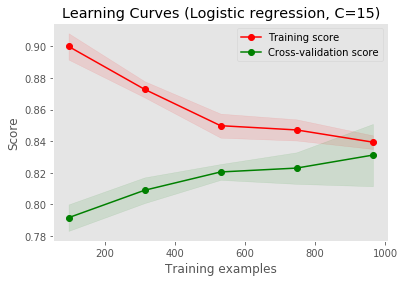 Learning Curves (Logistic regression, C=15)
Training score
Cross-validation score
Score
0.90
0.88
0.86
0.84
0.82
0.80
0.78
200
400
600
800
1000
Training examples